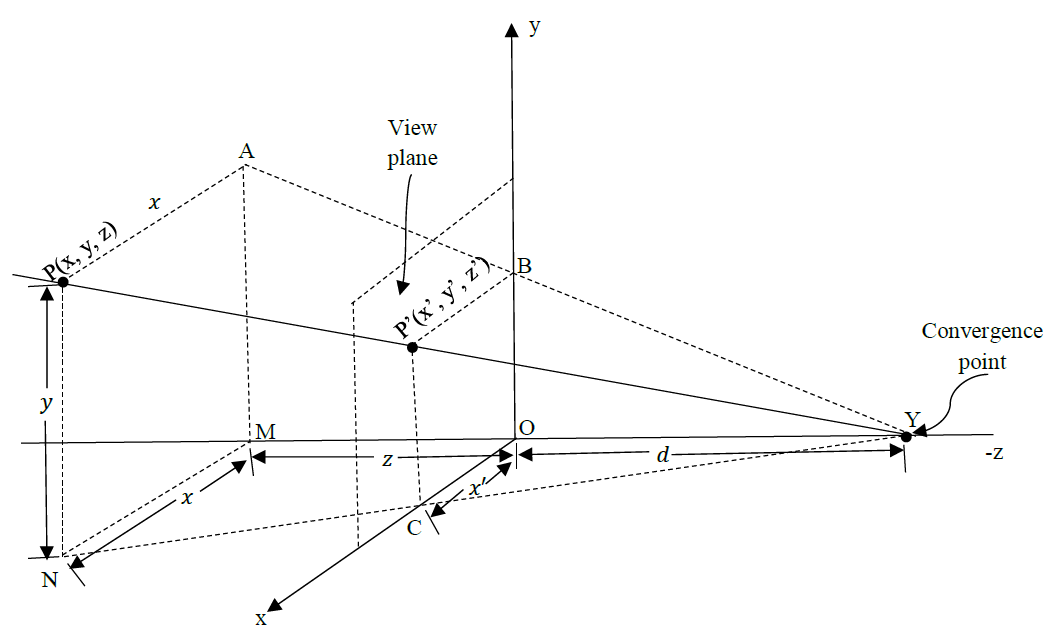 y
View
plane
A
x
P(x, y, z)
B
P’(x’, y’, z’)
Convergence
point
y
M
O
Y
z
d
-z
x
x′
C
N
x